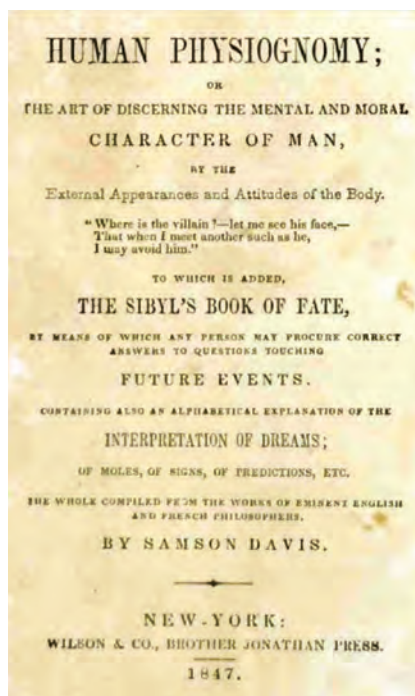 HUMAN PHYSIOGNOMY;
OR
THE ART OF DISCERNING THE MENTAL AND MORAL
CHARACTER OF MAN,
BY THE
External Appearances and Attitudes of the Body.
"Where is the villain?—let me see his face,—
That when I meet another such as he,
I may avoid him."
TO WHICH IS ADDED,
THE SIBYL'S BOOK OF FATE,
BY MEANS OF WHICH ANY PERSON MAY PROCURE CORRECT
ANSWERS TO QUESTIONS TOUCHING
FUTURE EVENTS.
CONTAINING ALSO AN ALPHABETICAL EXPLANATION OF THE
INTERPRETATION OF DREAMS;
OF MOLES, OF SIGNS, OF PREDICTIONS, ETC.
THE WHOLE COMPILED FROM THE WORKS OF EMINENT ENGLISH
AND FRENCH PHILOSOPHERS.
BY SAMSON DAVIS.
NEW-YORK:
WILSON & CO., BROTHER JONATHAN PRESS.
1847.